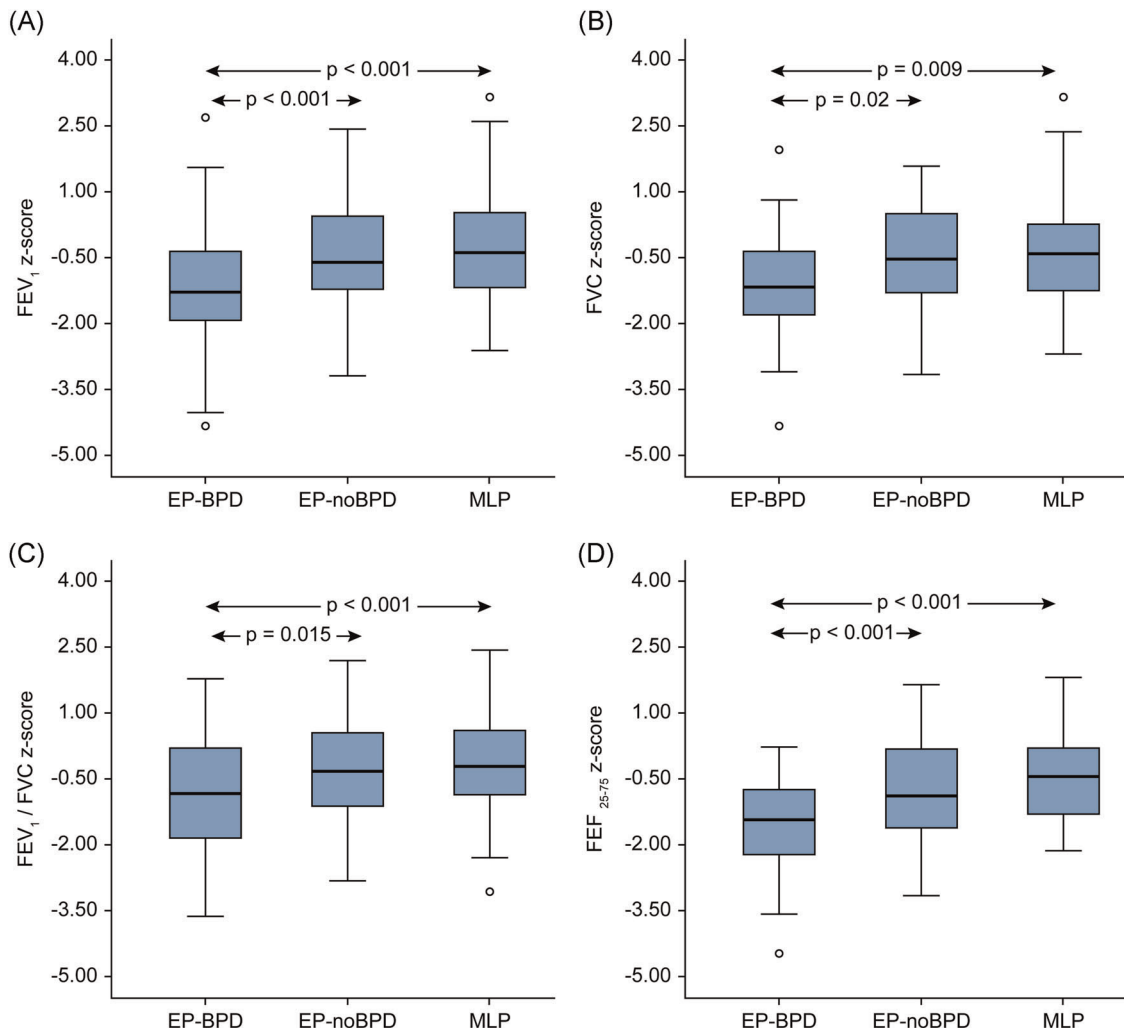 (A)
4.00
2.50
1.00
-0.50
-2.00
-3.50
-5.00
FEV1 z-score
p < 0.001
p < 0.001
EP-BPD EP-noBPD MLP
(B)
4.00
2.50
1.00
-0.50
-2.00
-3.50
-5.00
FVC z-score
p = 0.009
p = 0.02
EP-BPD EP-noBPD MLP
(C)
4.00
2.50
1.00
-0.50
-2.00
-3.50
-5.00
FEV1 / FVC z-score
p < 0.001
p = 0.015
EP-BPD EP-noBPD MLP
(D)
4.00
2.50
1.00
-0.50
-2.00
-3.50
-5.00
FEF 25-75 z-score
p < 0.001
p < 0.001
EP-BPD EP-noBPD MLP